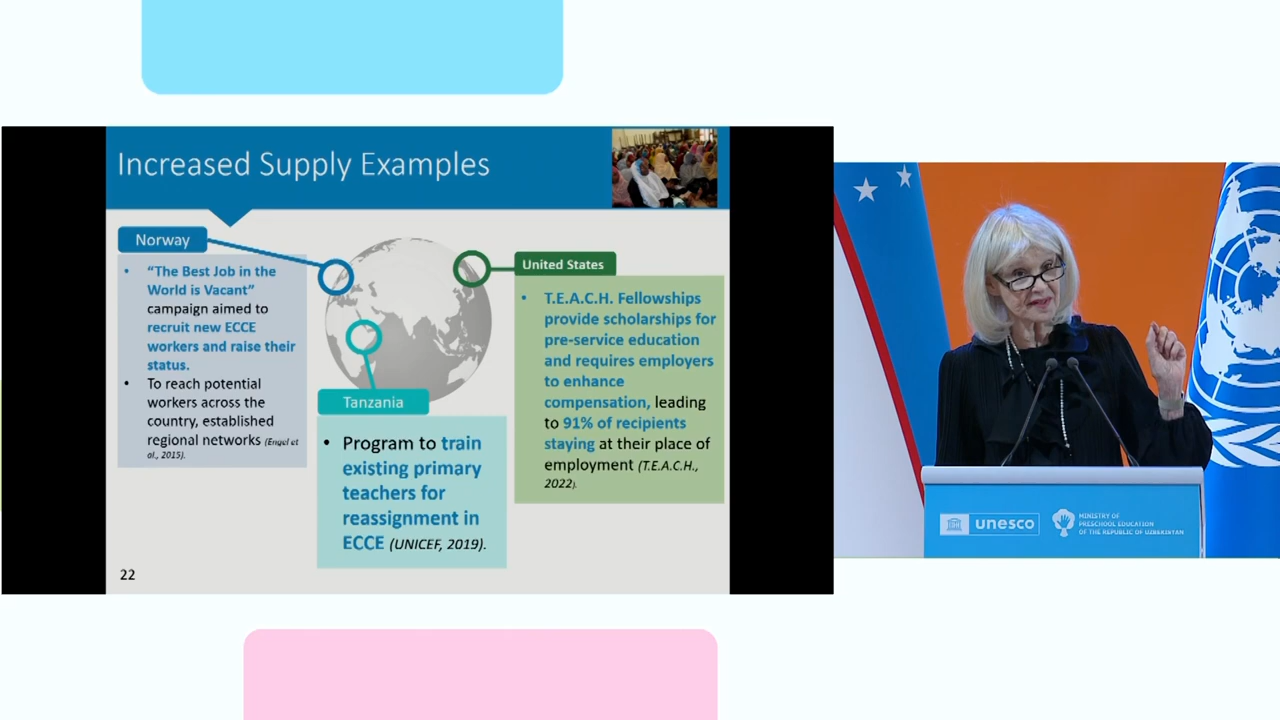 Increased Supply Examples
Norway
• "The Best Job in the
World is Vacant"
campaign aimed to
recruit new ECCE
workers and raise their
status.
• To reach potential
workers across the
country, established
regional networks (Engel et
al., 2015).
Tanzania
• Program to train
existing primary
teachers for
reassignment in
ECCE (UNICEF, 2019).
United States
• T.E.A.C.H. Fellowships
provide scholarships for
pre-service education
and requires employers
to enhance
compensation, leading
to 91% of recipients
staying at their place of
employment (T.E.A.C.H.,
2022).
22
unesco
MINISTRY OF
PRESCHOOL EDUCATION
OF THE REPUBLIC OF UZBEKISTAN